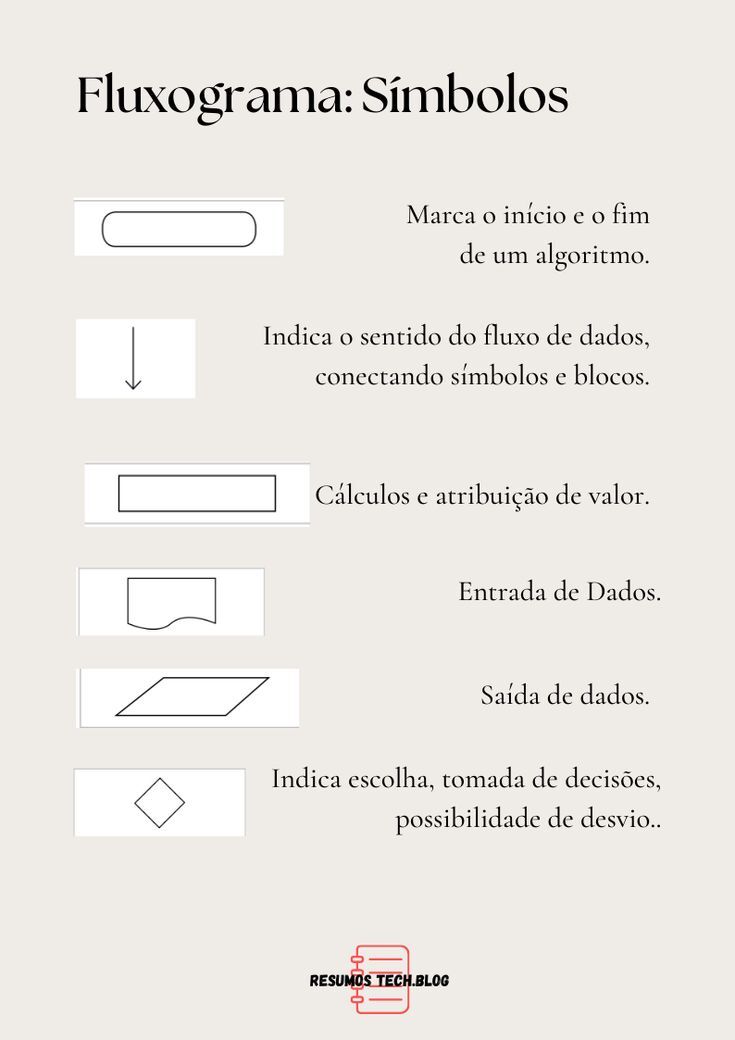 Fluxograma: Símbolos
Marca o início e o fim
de um algoritmo.
Indica o sentido do fluxo de dados,
conectando símbolos e blocos.
Cálculos e atribuição de valor.
Entrada de Dados.
Saída de dados.
Indica escolha, tomada de decisões,
possibilidade de desvio..
RESUMOS TECH.BLOG